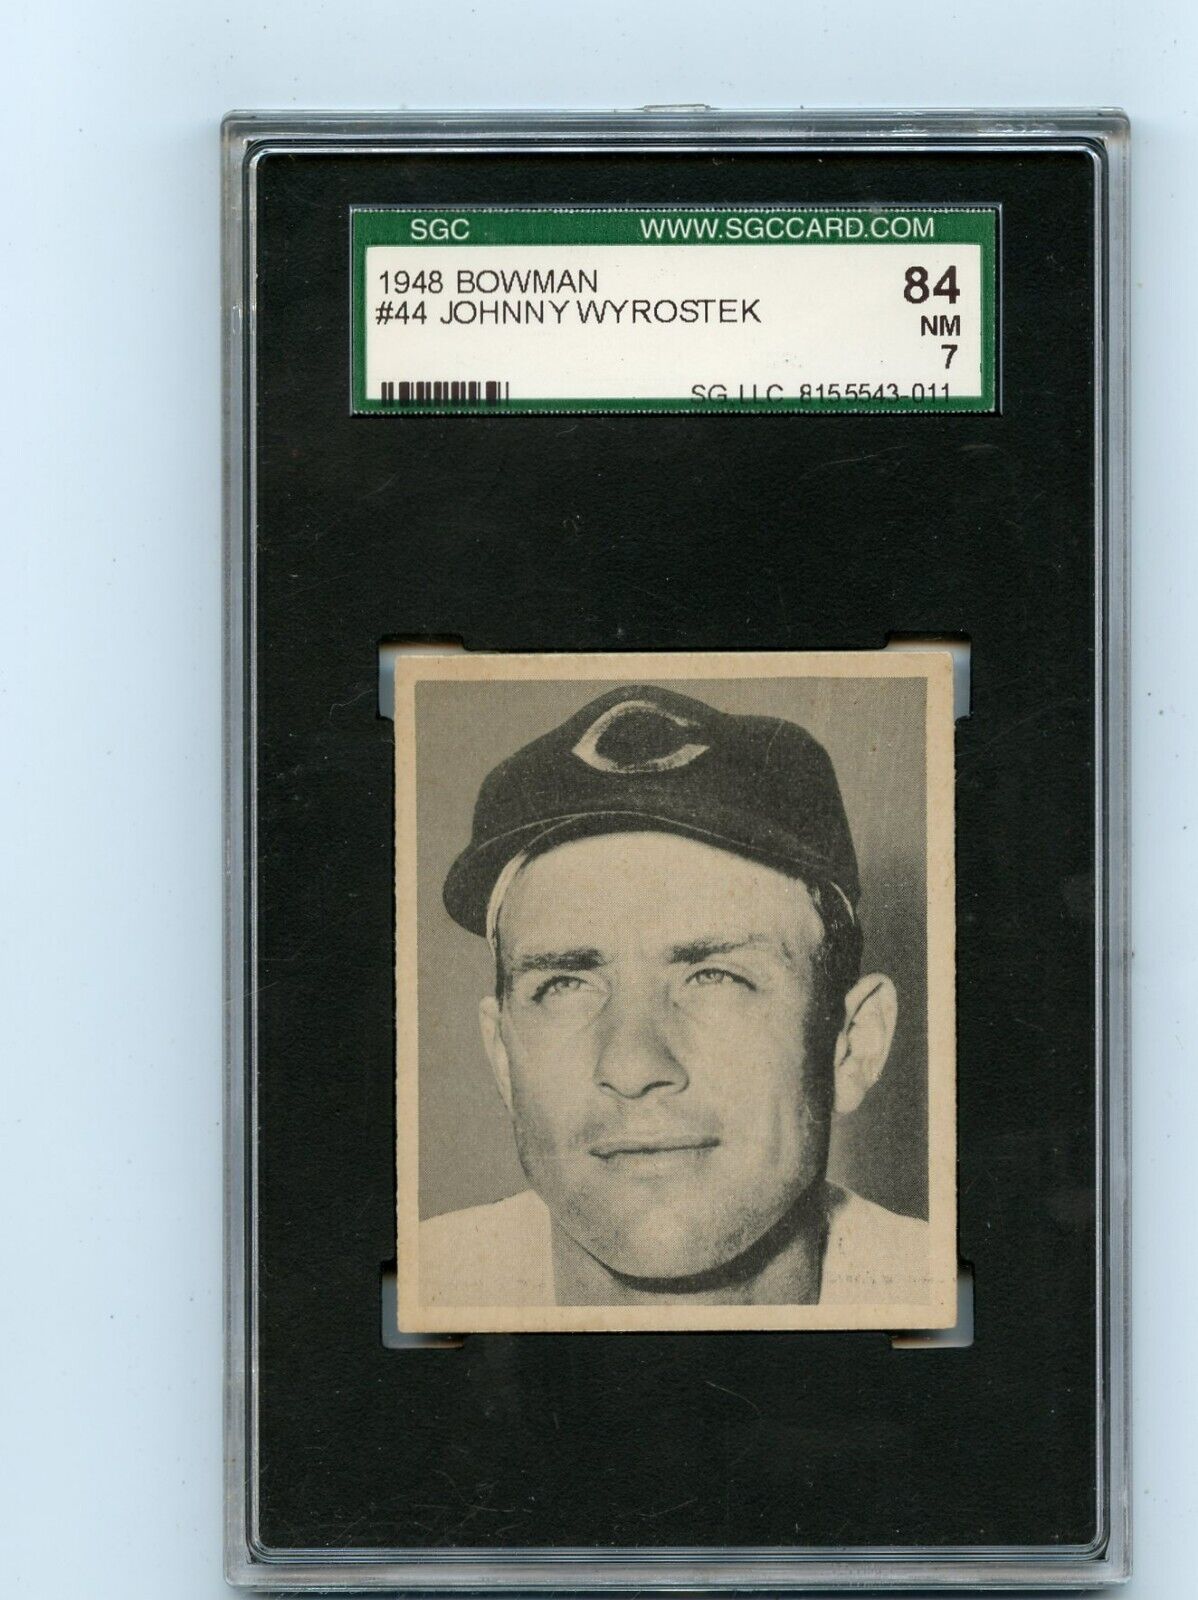 SGC WWW.SGCCARD.COM
1948 BOWMAN 84
#44 JOHNNY WYROSTEK NM
7
SG, LLC 8155543-011
C